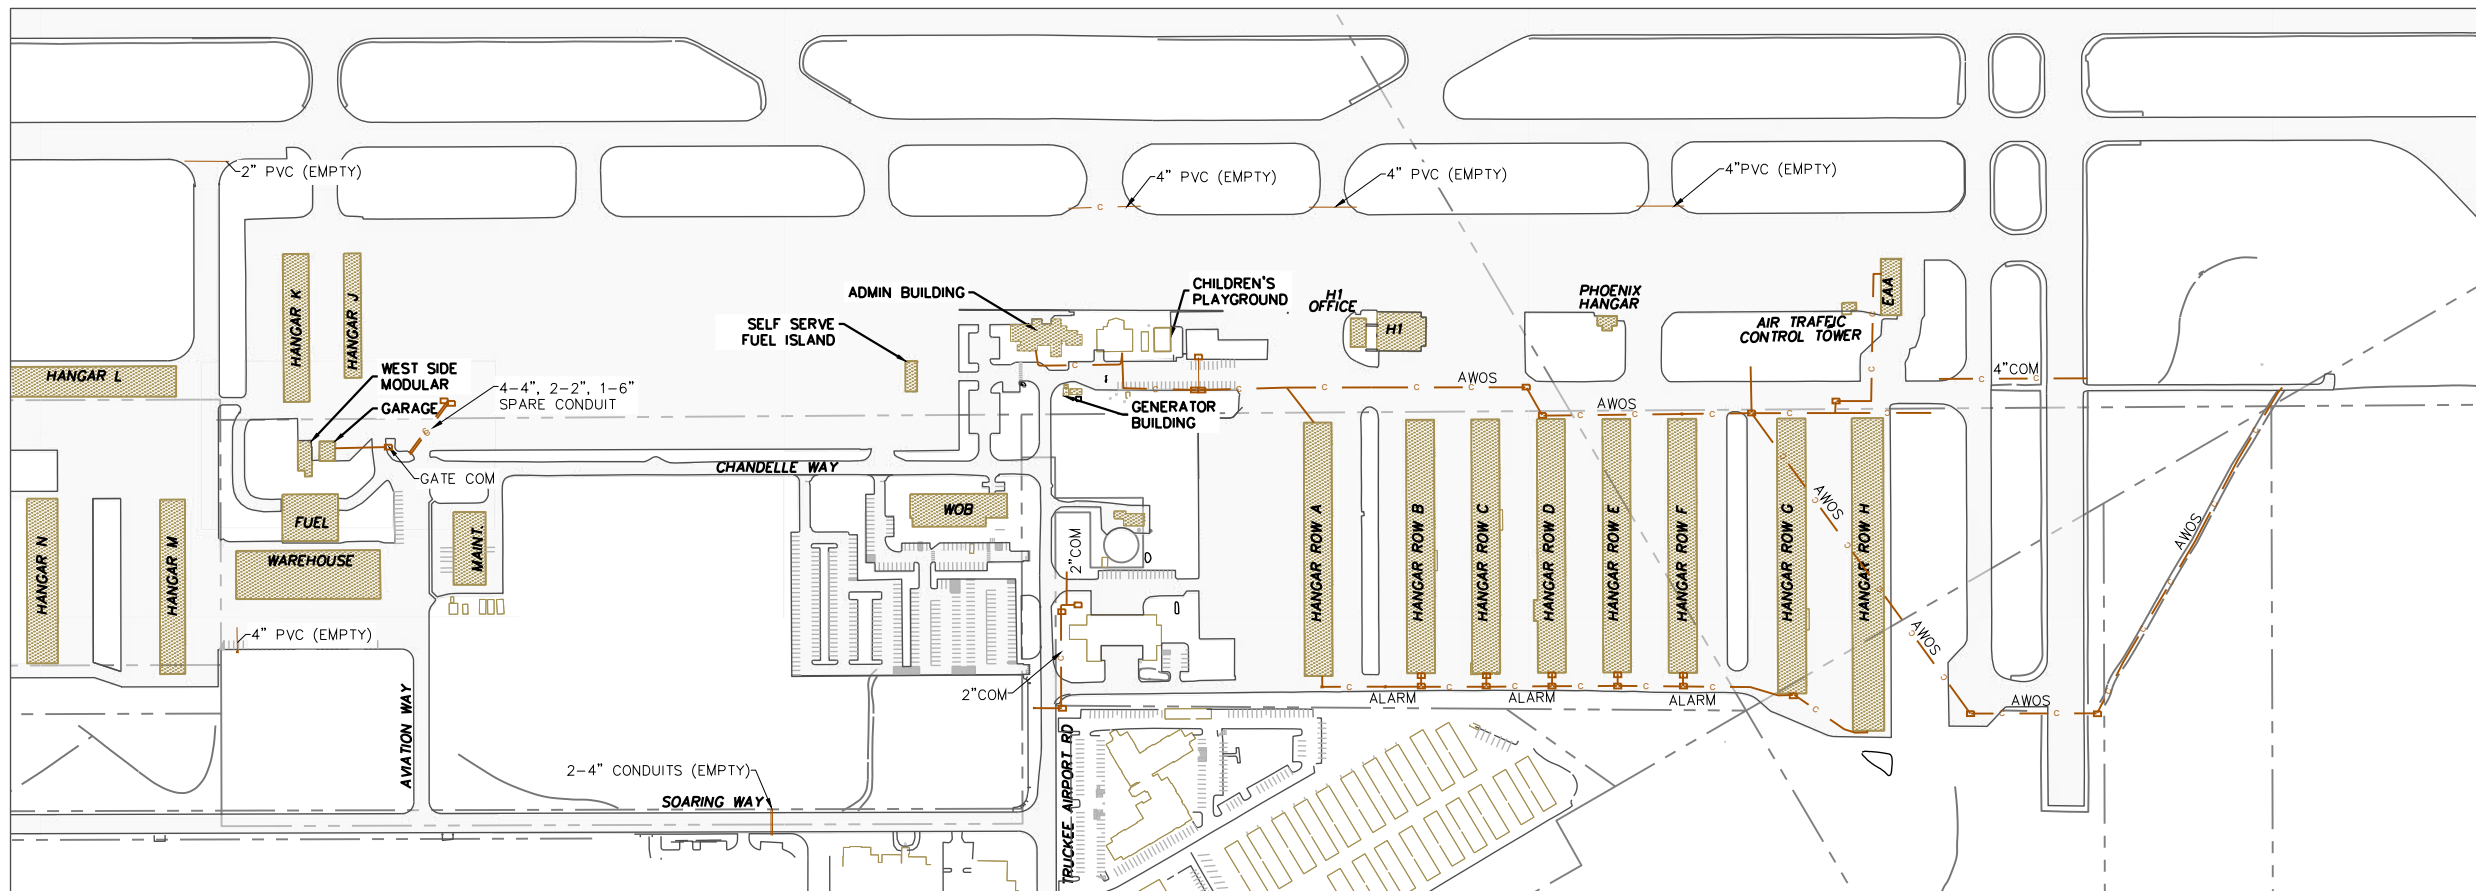 2" PVC (EMPTY)
4" PVC (EMPTY)
4" PVC (EMPTY)
4"PVC (EMPTY)
HANGAR K
HANGAR J
HANGAR L
WEST SIDE
MODULAR
GARAGE
4-4", 2-2", 1-6"
SPARE CONDUIT
GATE COM
SELF SERVE
FUEL ISLAND
ADMIN BUILDING
CHILDREN'S
PLAYGROUND
GENERATOR
BUILDING
H1
OFFICE
H1
PHOENIX
HANGAR
AIR TRAFFIC
CONTROL TOWER
EAA
4"COM
C
AWOS
AWOS
CHANDELLE WAY
WOB
FUEL
WAREHOUSE
MAINT.
HANGAR N
HANGAR M
4" PVC (EMPTY)
2"COM
2"COM
HANGAR ROW A
HANGAR ROW B
HANGAR ROW C
HANGAR ROW D
HANGAR ROW E
HANGAR ROW F
HANGAR ROW G
HANGAR ROW H
AWOS
AWOS
AWOS
AWOS
ALARM
ALARM
ALARM
AVIATION WAY
2-4" CONDUITS (EMPTY)
SOARING WAY
TRUCKEE AIRPORT RD